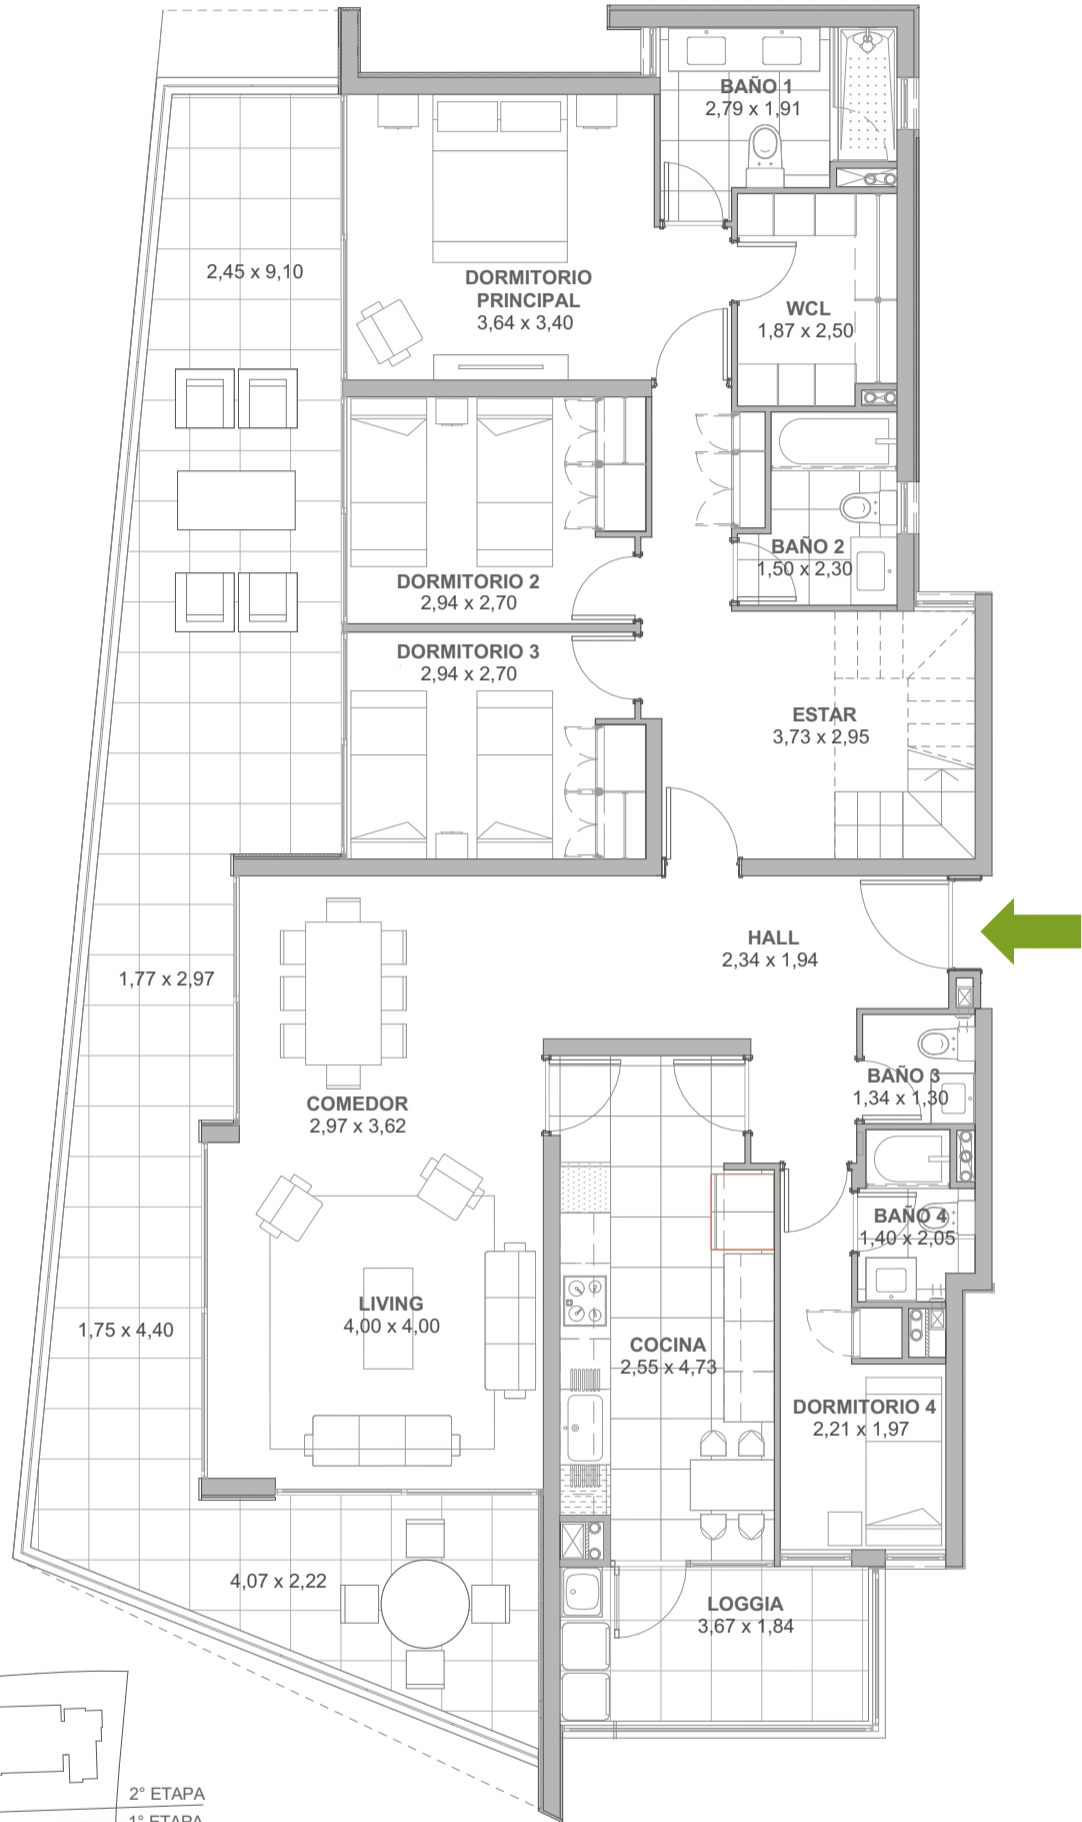 BAÑO 1
2,79 x 1,91
2,45 x 9,10
DORMITORIO
PRINCIPAL
3,64 x 3,40
WCL
1,87 x 2,50
BAÑO 2
1,50 x 2,30
DORMITORIO 2
2,94 x 2,70
DORMITORIO 3
2,94 x 2,70
ESTAR
3,73 x 2,95
HALL
2,34 x 1,94
1,77 x 2,97
BAÑO 3
1,34 x 1,30
COMEDOR
2,97 x 3,62
BAÑO 4
1,40 x 2,05
LIVING
4,00 x 4,00
1,75 x 4,40
COCINA
2,55 x 4,73
DORMITORIO 4
2,21 x 1,97
4,07 x 2,22
LOGGIA
3,67 x 1,84
2° ETAPA
1° ETAPA